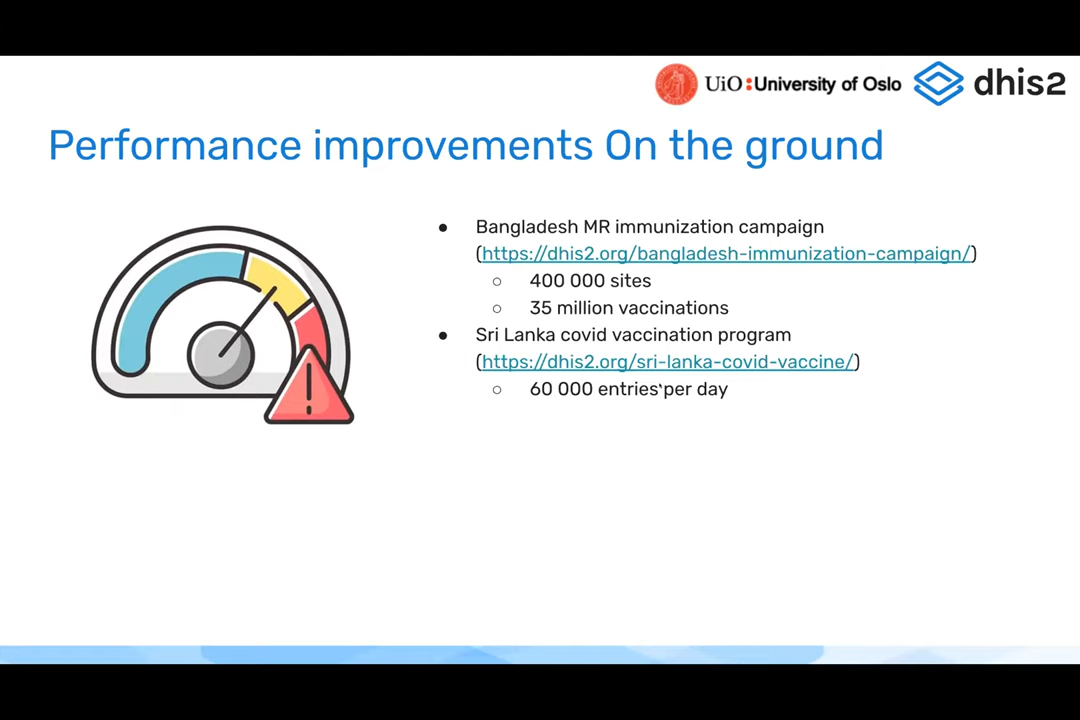 UiO:University of Oslo dhis2
Performance improvements On the ground
● Bangladesh MR immunization campaign
(https://dhis2.org/bangladesh-immunization-campaign/)
○ 400 000 sites
○ 35 million vaccinations
● Sri Lanka covid vaccination program
(https://dhis2.org/sri-lanka-covid-vaccine/)
○ 60 000 entries per day